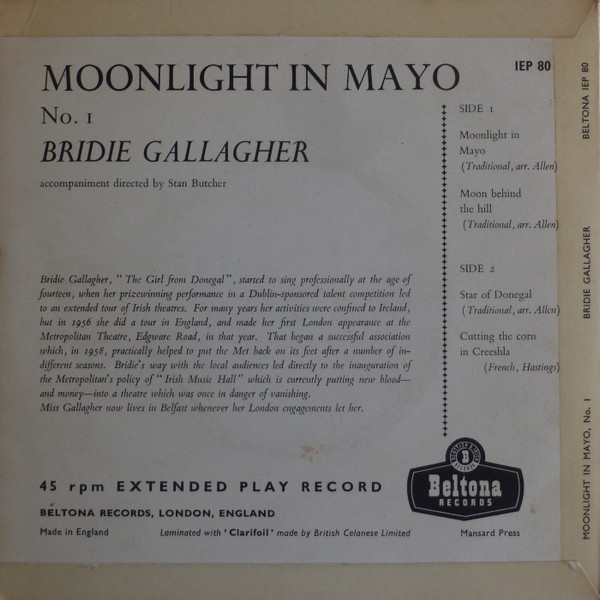 MOONLIGHT IN MAYO
No. 1
BRIDIE GALLAGHER
accompaniment directed by Stan Butcher
IEP 80
SIDE 1
Moonlight in
Mayo
(Traditional, arr. Allen)
Moon behind
the hill
(Traditional, arr. Allen)
SIDE 2
Star of Donegal
(Traditional, arr. Allen)
Cutting the corn
in Creeshla
(French, Hastings)
Bridie Gallagher, "The Girl from Donegal", started to sing professionally at the age of
fourteen, when her prizewinning performance in a Dublin-sponsored talent competition led
to an extended tour of Irish theatres. For many years her activities were confined to Ireland,
but in 1956 she did a tour in England, and made her first London appearance at the
Metropolitan Theatre, Edgware Road, in that year. That began a successful association
which, in 1958, practically helped to put the Met back on its feet after a number of in-
different seasons. Bridie's way with the local audiences led directly to the inauguration of
the Metropolitan's policy of "Irish Music Hall" which is currently putting new blood—
and money—into a theatre which was once in danger of vanishing.
Miss Gallagher now lives in Belfast whenever her London engagements let her.
45 rpm EXTENDED PLAY RECORD
BELTONA RECORDS, LONDON, ENGLAND
Made in England
Laminated with 'Clarifoil' made by British Celanese Limited
B
Beltona
RECORDS
Mansard Press
BELTONA IEP 80
BRIDIE GALLAGHER
MOONLIGHT IN MAYO, No. 1